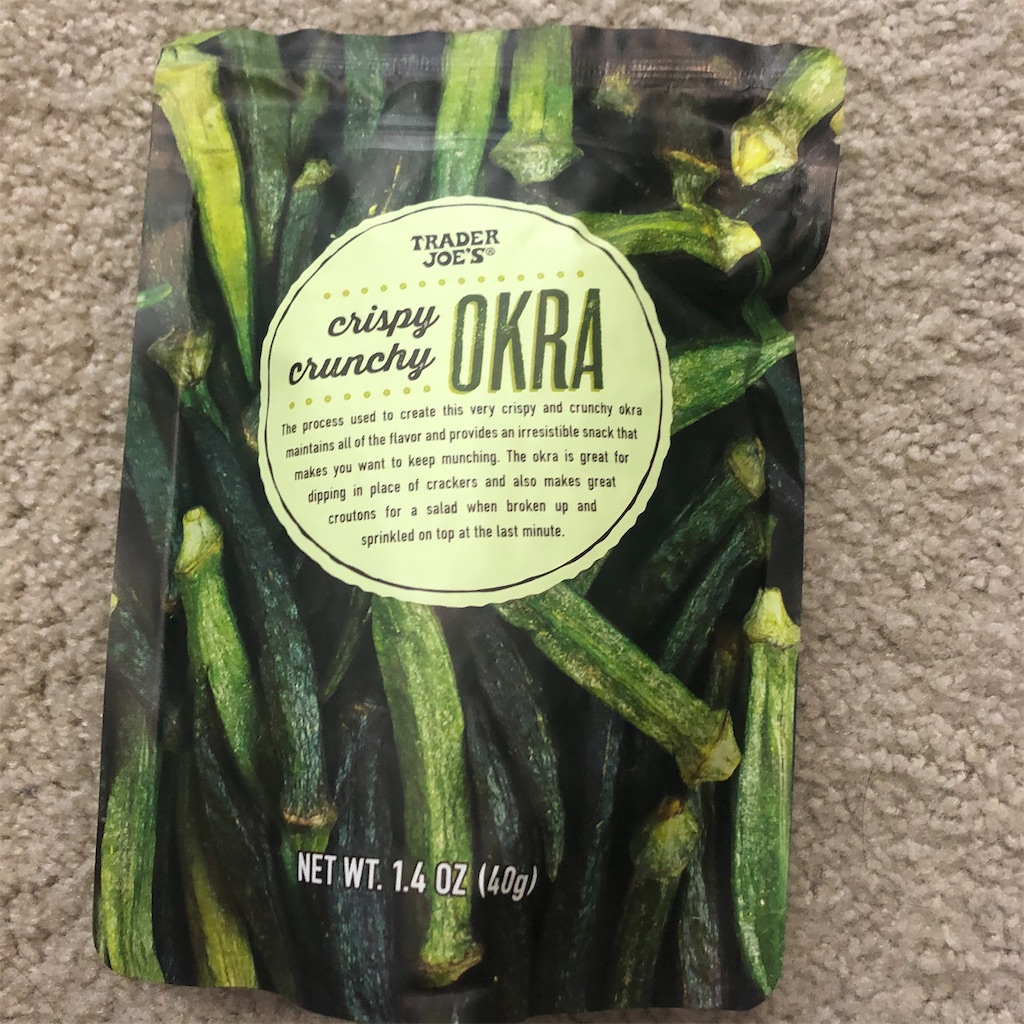 TRADER
JOE'S®
crispy
crunchy OKRA
The process used to create this very crispy and crunchy okra
maintains all of the flavor and provides an irresistible snack that
makes you want to keep munching. The okra is great for
dipping in place of crackers and also makes great
croutons for a salad when broken up and
sprinkled on top at the last minute.
NET WT. 1.4 OZ (40g)